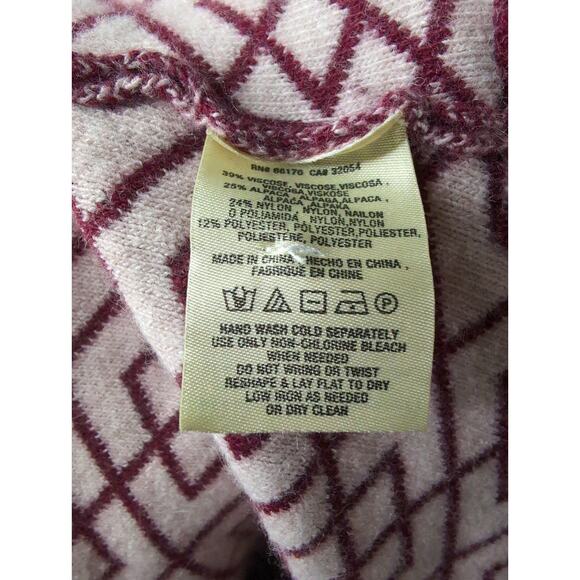 RN# 66170 CA# 32054
39% VISCOSE, VISCOSE, VISCOSA,
VISCOSA, VISKOSE
25% ALPACA, ALPAGA, ALPACA,
ALPACA, ALPAKA
24% NYLON, NYLON, NAILON
O POLIAMIDA, NYLON, NYLON
12% POLYESTER, POLYESTER, POLIESTER,
POLIESTERE, POLYESTER
MADE IN CHINA, HECHO EN CHINA,
FABRIQUE EN CHINE
P
HAND WASH COLD SEPARATELY
USE ONLY NON-CHLORINE BLEACH
WHEN NEEDED
DO NOT WRING OR TWIST
RESHAPE & LAY FLAT TO DRY
LOW IRON AS NEEDED
OR DRY CLEAN